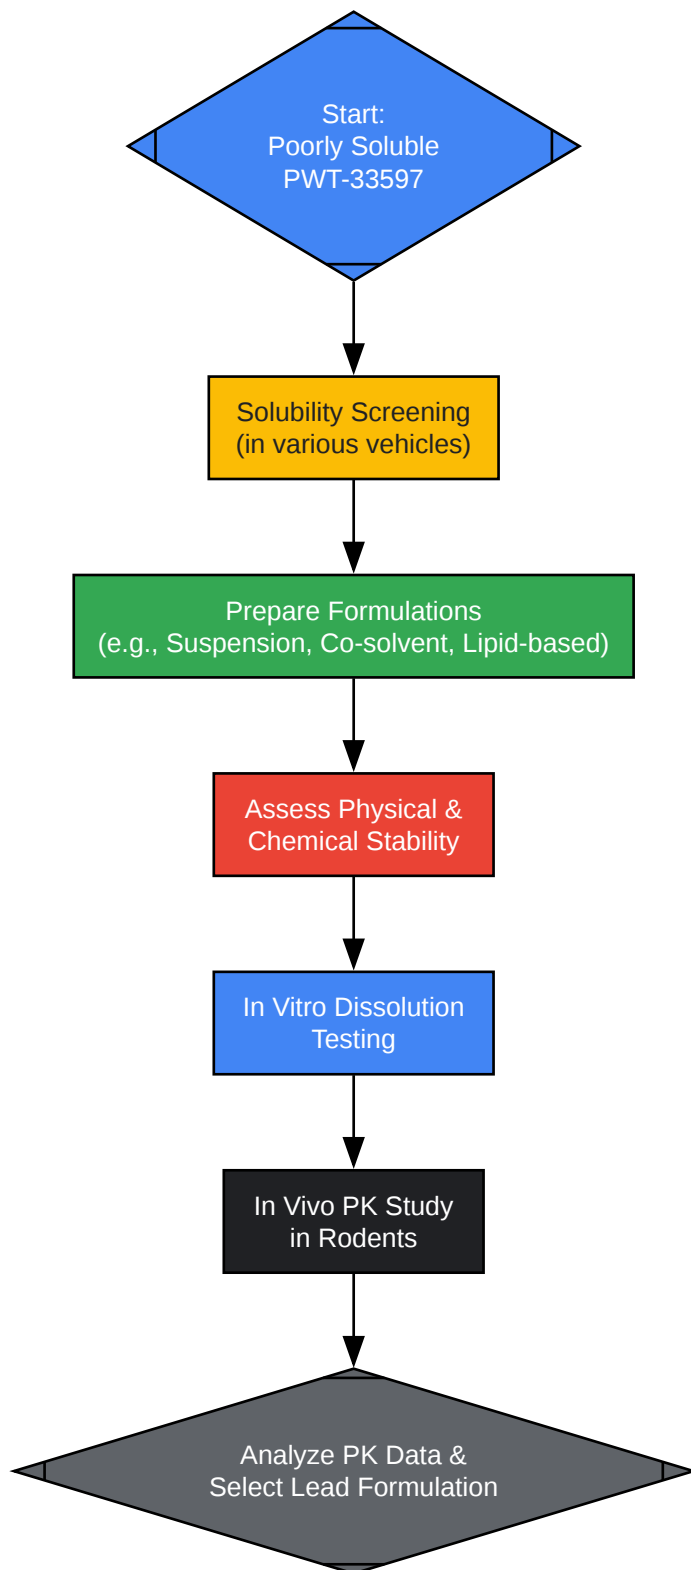 Start:
Poorly Soluble
PWT-33597
Solubility Screening
(in various vehicles)
Prepare Formulations
(e.g., Suspension, Co-solvent, Lipid-based)
Assess Physical &
Chemical Stability
In Vitro Dissolution
Testing
In Vivo PK Study
in Rodents
Analyze PK Data &
Select Lead Formulation